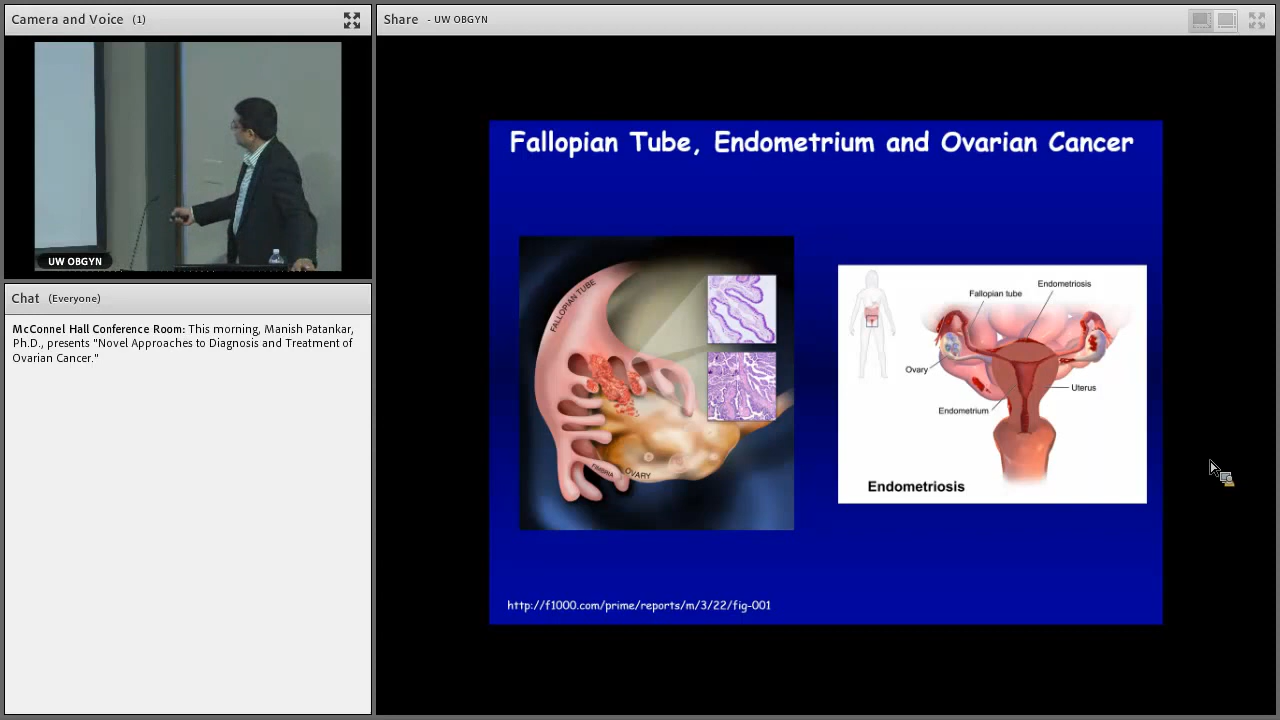 Camera and Voice (1)
Share - UW OBGYN
UW OBGYN
Chat (Everyone)
McConnel Hall Conference Room: This morning, Manish Patankar,
Ph.D., presents "Novel Approaches to Diagnosis and Treatment of
Ovarian Cancer."
Fallopian Tube, Endometrium and Ovarian Cancer
FALLOPIAN TUBE
FIMBRIA
OVARY
Endometriosis
Fallopian tube
Ovary
Uterus
Endometrium
Endometriosis
http://f1000.com/prime/reports/m/3/22/fig-001